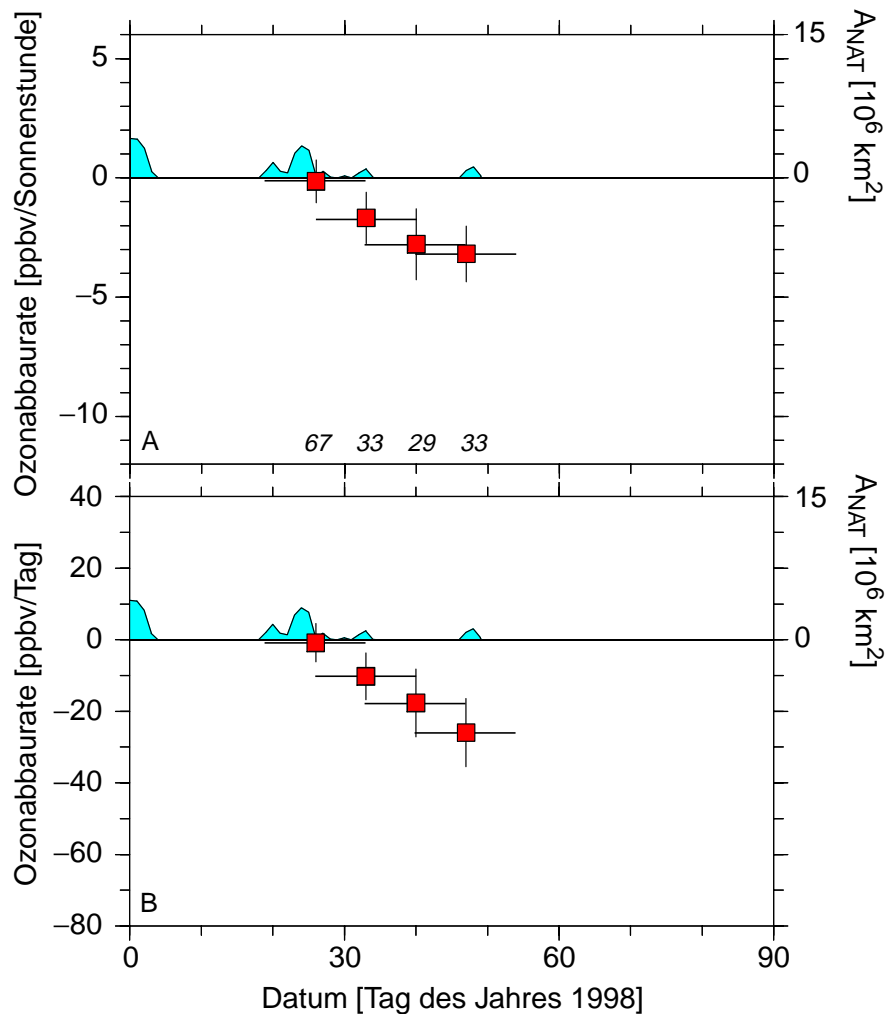 Ozonabbaurate [ppbv/Sonnenstunde]
5
0
−5
−10
15
0
A_NAT [10^6 km^2]
A
67 33 29 33
Ozonabbaurate [ppbv/Tag]
40
20
0
−20
−40
−60
−80
15
0
A_NAT [10^6 km^2]
B
0 30 60 90
Datum [Tag des Jahres 1998]